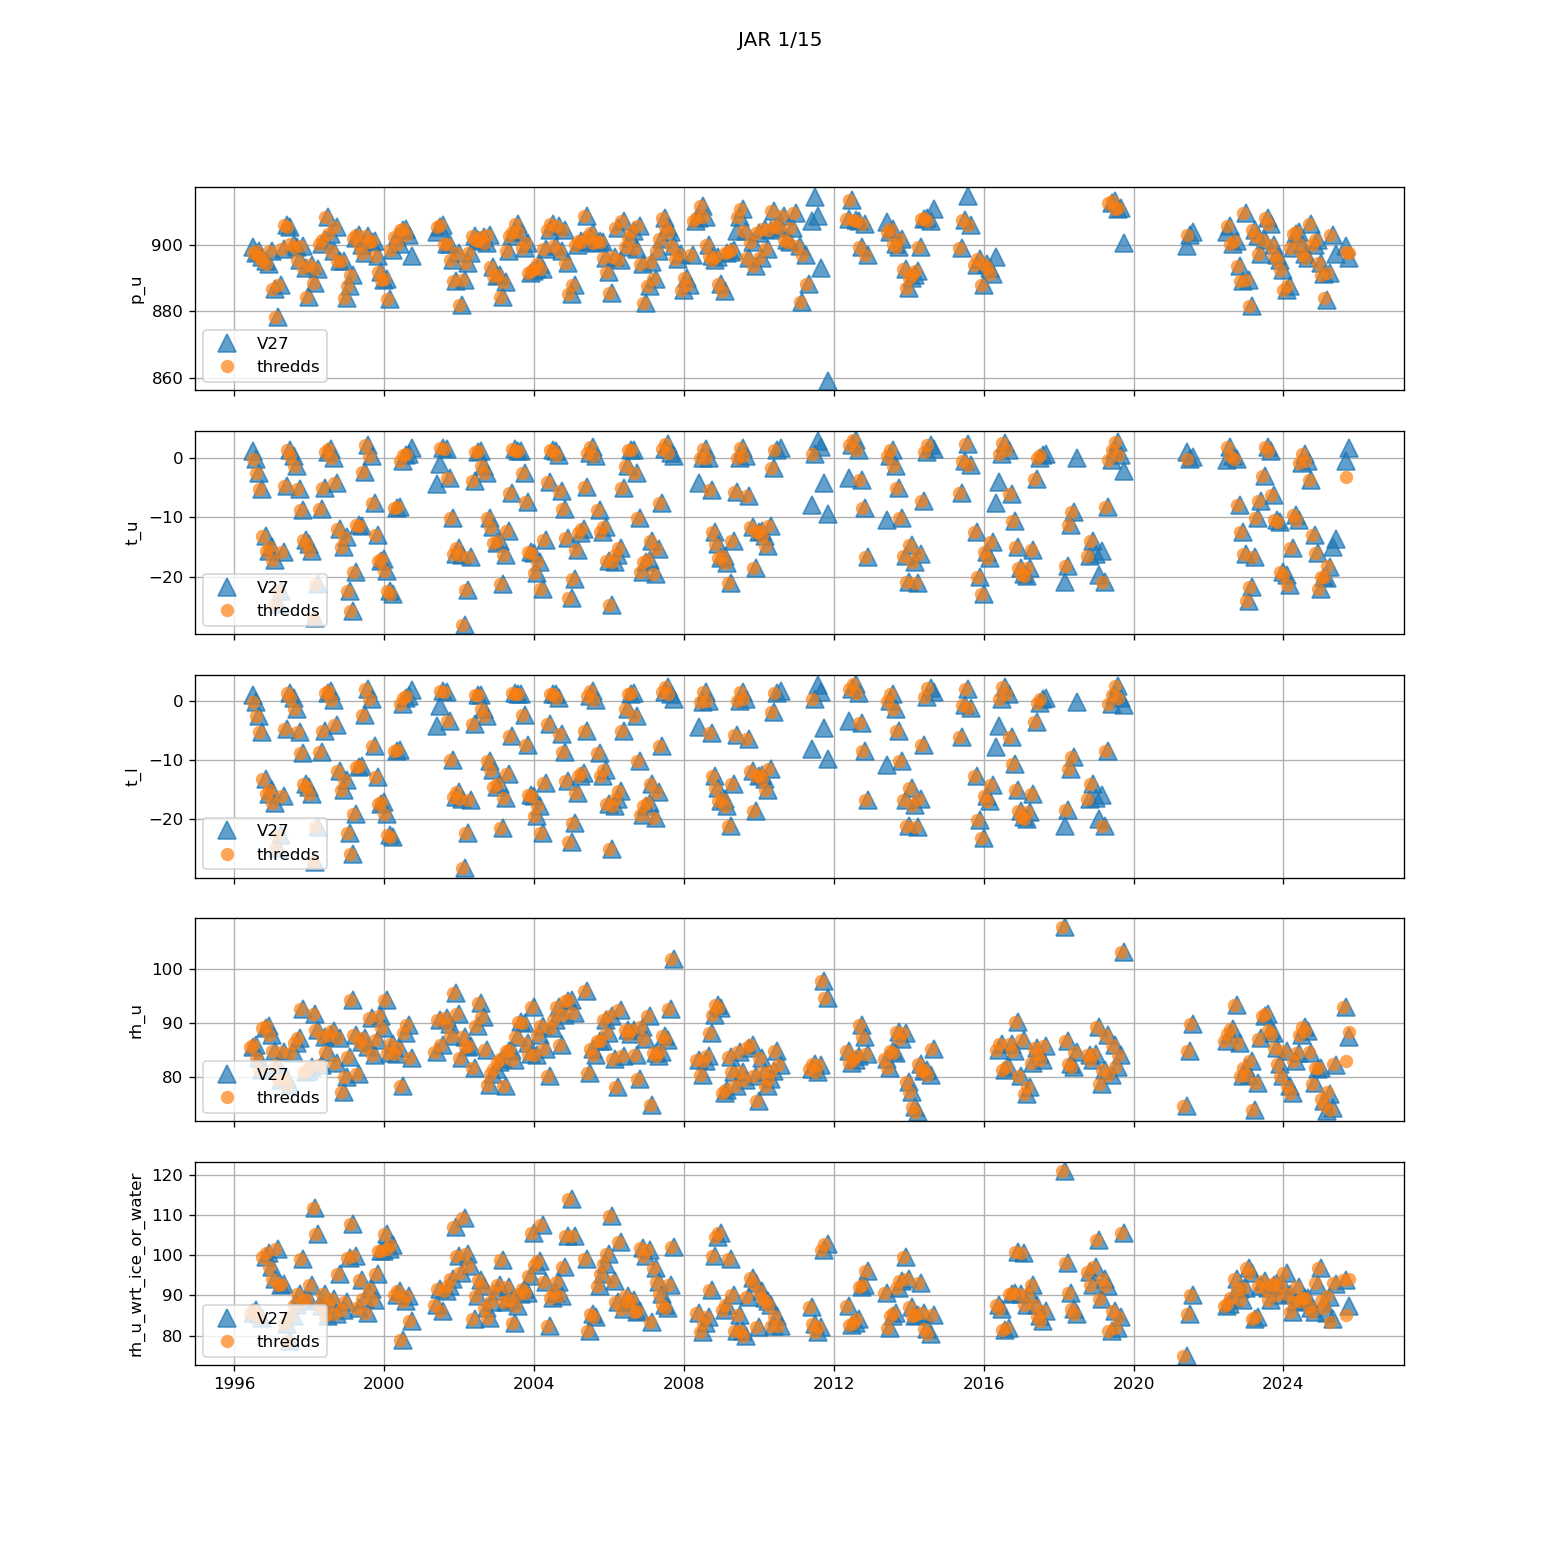 JAR 1/15
p_u
900
880
860
V27
thredds
t_u
0
−10
−20
V27
thredds
t_l
0
−10
−20
V27
thredds
rh_u
100
90
80
V27
thredds
rh_u_wrt_ice_or_water
120
110
100
90
80
V27
thredds
1996 2000 2004 2008 2012 2016 2020 2024